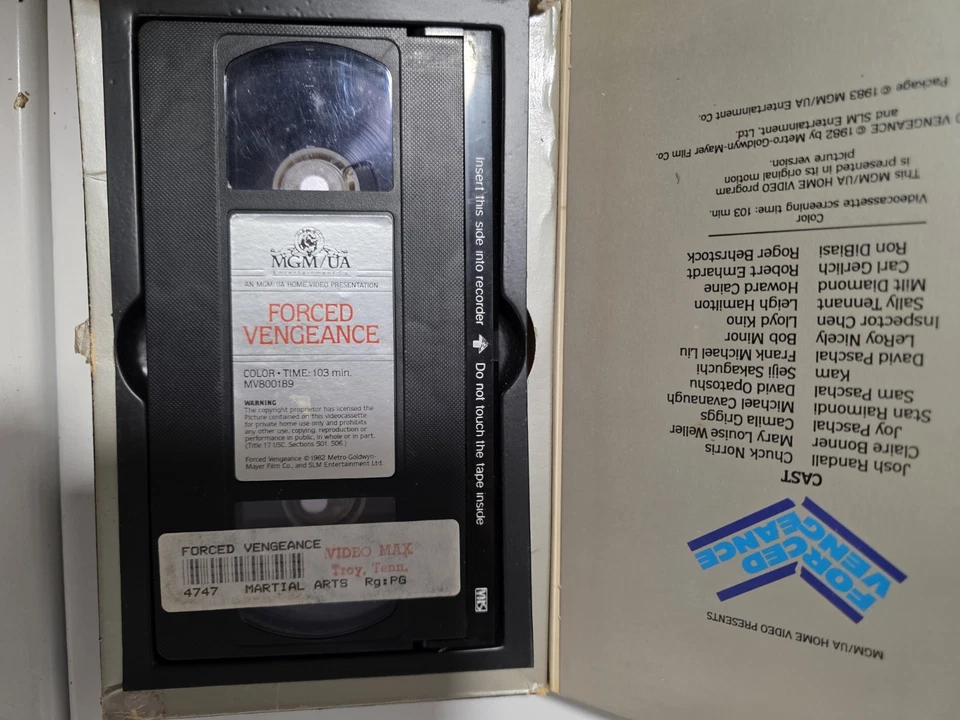 MGM/UA
Entertainment Co.
AN MGM/UA HOME VIDEO PRESENTATION
FORCED
VENGEANCE
COLOR • TIME: 103 min.
MV800189
WARNING
The copyright proprietor has licensed the
Picture contained on this videocassette
for private home use only and prohibits
any other use, copying, reproduction or
performance in public, in whole or in part.
(Title 17 USC. Sections 501, 506.)
Forced Vengeance © 1982 Metro-Goldwyn-
Mayer Film Co., and SLM Entertainment Ltd.
FORCED VENGEANCE
VIDEO MAX
Troy, Tenn.
4747 MARTIAL ARTS Rg:PG
Insert this side into recorder Do not touch the tape inside
VHS
MGM/UA HOME VIDEO PRESENTS
FORCED
VENGEANCE
CAST
Josh Randall Chuck Norris
Claire Bonner Mary Louise Weller
Joy Paschal Camila Griggs
Stan Raimondi Michael Cavanaugh
Sam Paschal David Opatoshu
Kam Seiji Sakaguchi
David Paschal Frank Michael Liu
LeRoy Nicely Bob Minor
Inspector Chen Lloyd Kino
Sally Tennant Leigh Hamilton
Milt Diamond Howard Caine
Carl Gerlich Robert Emhardt
Ron DiBiasi Roger Behrstock
Color
Videocassette screening time: 103 min.
This MGM/UA HOME VIDEO program
is presented in its original motion
picture version.
D VENGEANCE © 1982 by Metro-Goldwyn-Mayer Film Co.
and SLM Entertainment, Ltd.
Package © 1983 MGM/UA Entertainment Co.